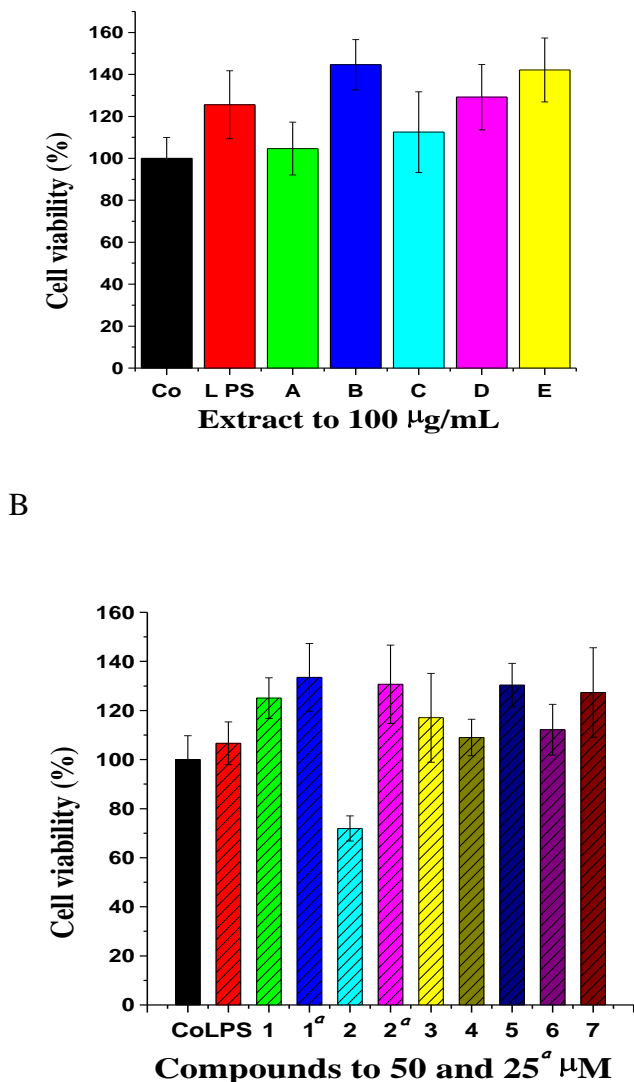 160
140
120
100
80
60
40
20
0
Cell viability (%)
Co L PS A B C D E
Extract to 100 µg/mL
B
160
140
120
100
80
60
40
20
0
Cell viability (%)
CoLPS 1 1ᵃ 2 2ᵃ 3 4 5 6 7
Compounds to 50 and 25ᵃ µM